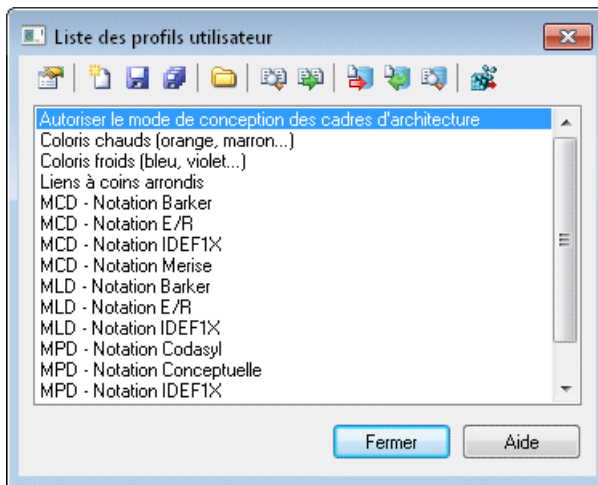 Liste des profils utilisateur
Autoriser le mode de conception des cadres d'architecture
Coloris chauds (orange, marron...)
Coloris froids (bleu, violet...)
Liens à coins arrondis
MCD - Notation Barker
MCD - Notation E/R
MCD - Notation IDEF1X
MCD - Notation Merise
MLD - Notation Barker
MLD - Notation E/R
MLD - Notation IDEF1X
MPD - Notation Codasyl
MPD - Notation Conceptuelle
MPD - Notation IDEF1X
Fermer
Aide